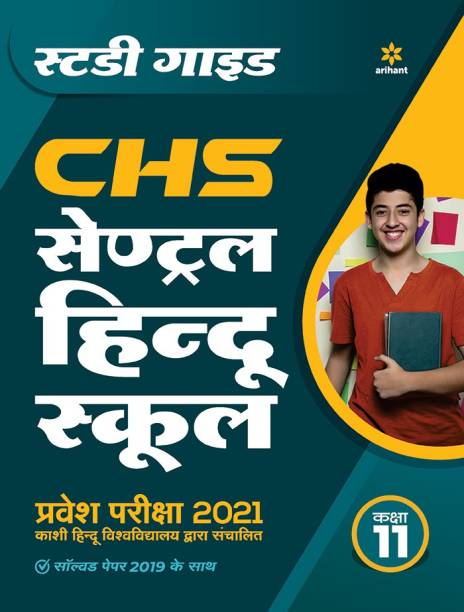 स्टडी गाइड
arihant
CHS
सेण्ट्रल
हिन्दू
स्कूल
प्रवेश परीक्षा 2021
काशी हिन्दू विश्वविद्यालय द्वारा संचालित
सॉल्वड पेपर 2019 के साथ
कक्षा
11